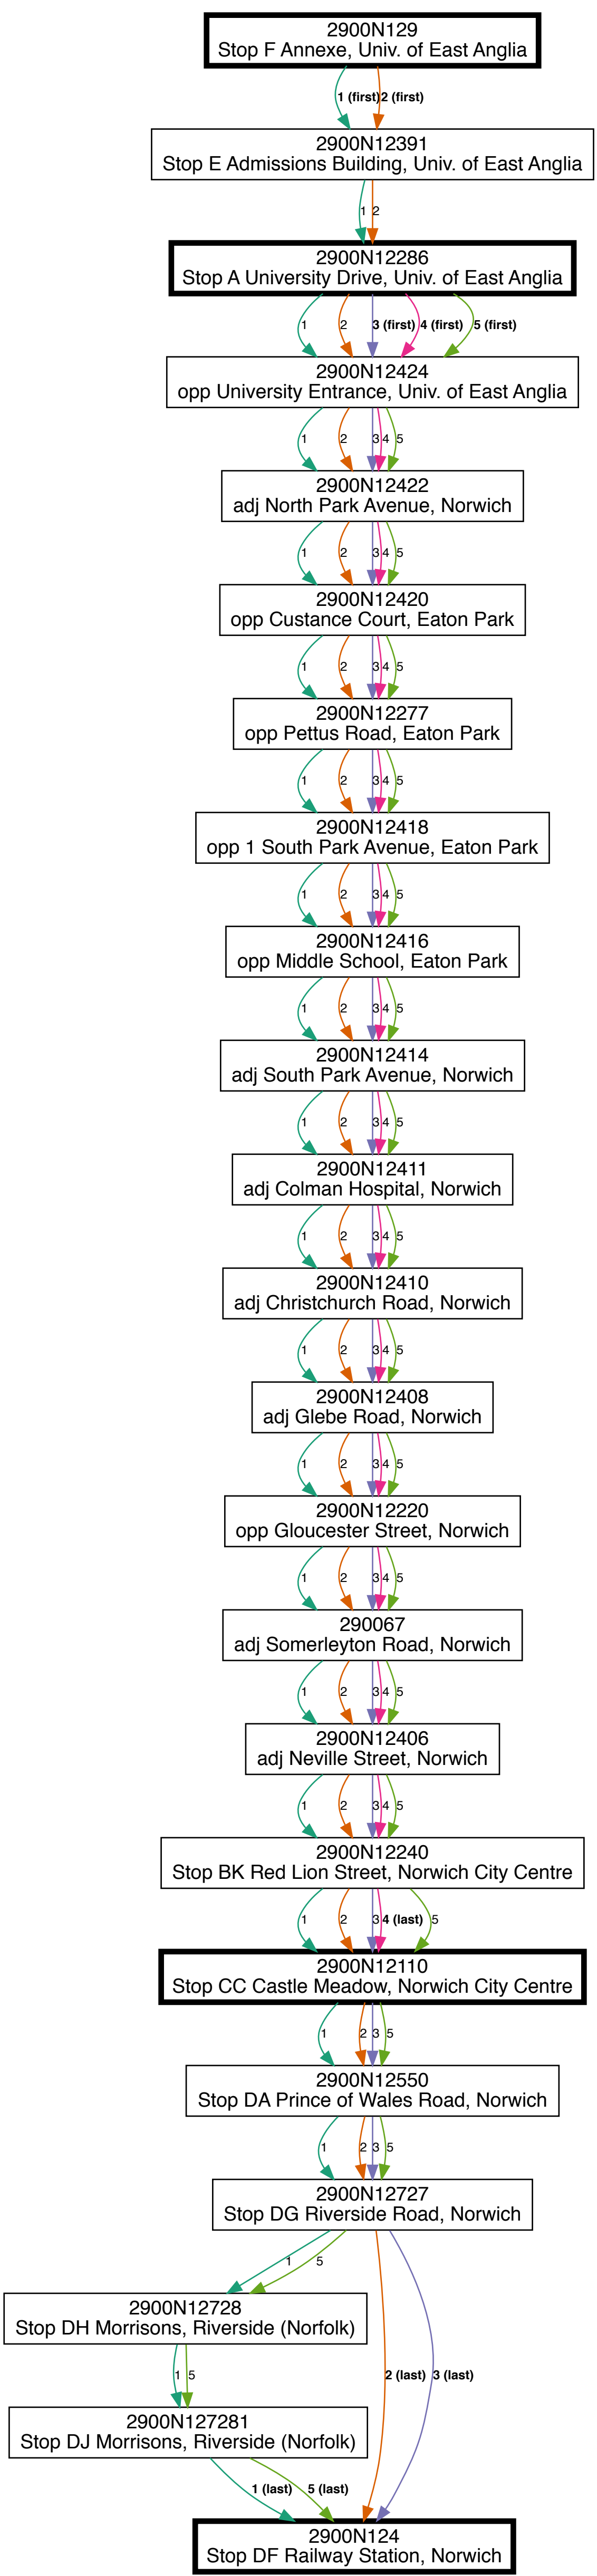 2900N129
Stop F Annexe, Univ. of East Anglia
1 (first) 2 (first)
2900N12391
Stop E Admissions Building, Univ. of East Anglia
1 2
2900N12286
Stop A University Drive, Univ. of East Anglia
1 2 3 (first) 4 (first) 5 (first)
2900N12424
opp University Entrance, Univ. of East Anglia
1 2 3 4 5
2900N12422
adj North Park Avenue, Norwich
1 2 3 4 5
2900N12420
opp Custance Court, Eaton Park
1 2 3 4 5
2900N12277
opp Pettus Road, Eaton Park
1 2 3 4 5
2900N12418
opp 1 South Park Avenue, Eaton Park
1 2 3 4 5
2900N12416
opp Middle School, Eaton Park
1 2 3 4 5
2900N12414
adj South Park Avenue, Norwich
1 2 3 4 5
2900N12411
adj Colman Hospital, Norwich
1 2 3 4 5
2900N12410
adj Christchurch Road, Norwich
1 2 3 4 5
2900N12408
adj Glebe Road, Norwich
1 2 3 4 5
2900N12220
opp Gloucester Street, Norwich
1 2 3 4 5
290067
adj Somerleyton Road, Norwich
1 2 3 4 5
2900N12406
adj Neville Street, Norwich
1 2 3 4 5
2900N12240
Stop BK Red Lion Street, Norwich City Centre
1 2 3 4 (last) 5
2900N12110
Stop CC Castle Meadow, Norwich City Centre
1 2 3 5
2900N12550
Stop DA Prince of Wales Road, Norwich
1 2 3 5
2900N12727
Stop DG Riverside Road, Norwich
1 5
2900N12728
Stop DH Morrisons, Riverside (Norfolk)
1 5 2 (last) 3 (last)
2900N127281
Stop DJ Morrisons, Riverside (Norfolk)
1 (last) 5 (last)
2900N124
Stop DF Railway Station, Norwich